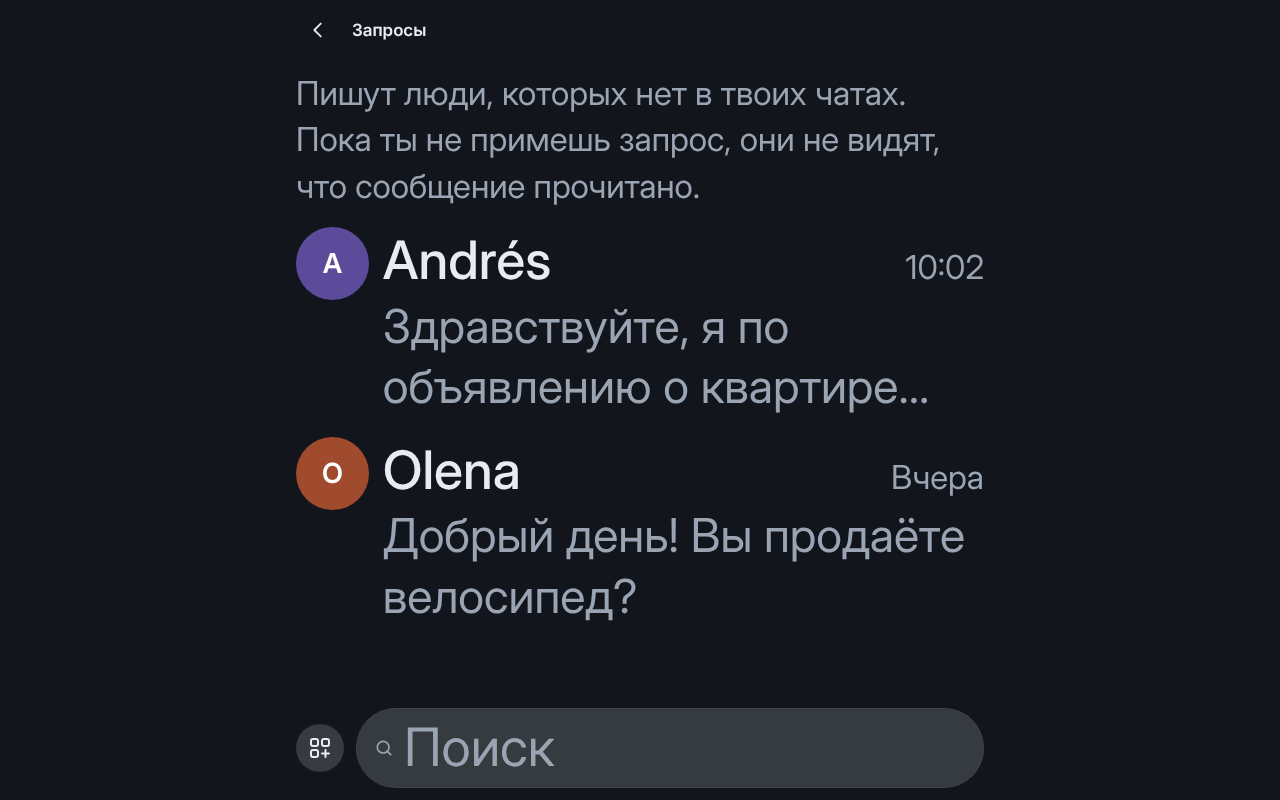 Запросы
Пишут люди, которых нет в твоих чатах.
Пока ты не примешь запрос, они не видят,
что сообщение прочитано.
A
Andrés
10:02
Здравствуйте, я по
объявлению о квартире…
O
Olena
Вчера
Добрый день! Вы продаёте
велосипед?
Поиск